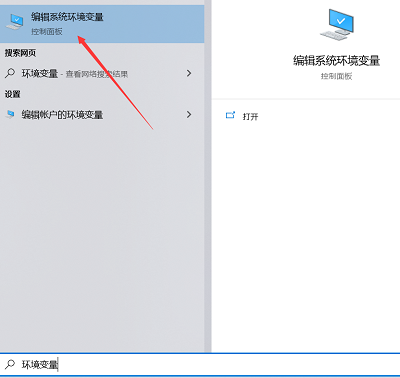 编辑系统环境变量
控制面板
搜索网页
环境变量 - 查看网络搜索结果
设置
编辑帐户的环境变量
编辑系统环境变量
控制面板
打开
环境变量